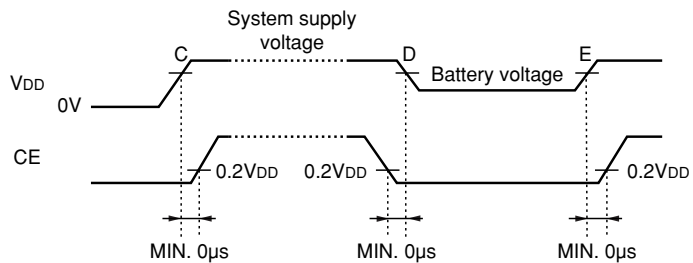 System supply
voltage
C
D
E
Battery voltage
VDD
0V
CE
0.2VDD
0.2VDD
0.2VDD
MIN. 0µs
MIN. 0µs
MIN. 0µs